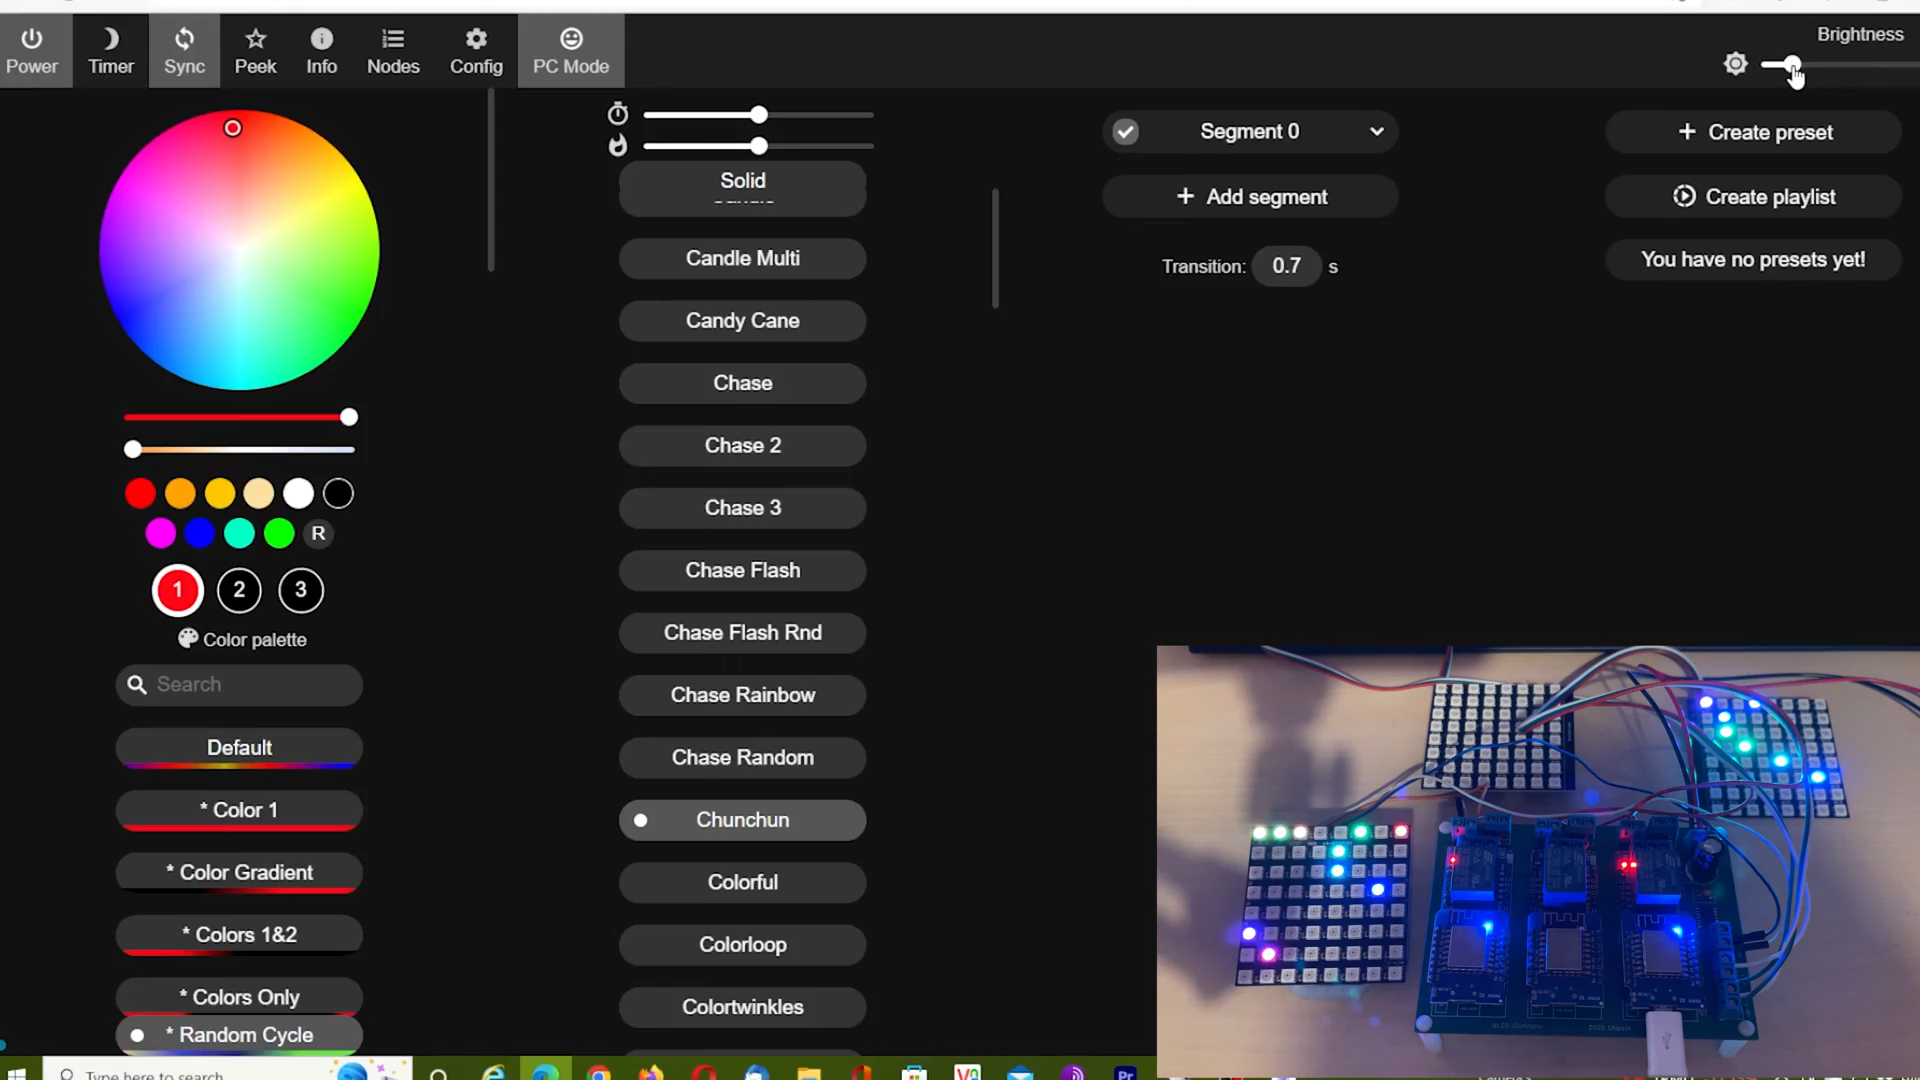 Power
Timer
Sync
Peek
Info
Nodes
Config
PC Mode
Brightness
Solid
Candle Multi
Candy Cane
Chase
Chase 2
Chase 3
Chase Flash
Chase Flash Rnd
Chase Rainbow
Chase Random
Chunchun
Colorful
Colorloop
Colortwinkles
R
1 2 3
Color palette
Search
Default
* Color 1
* Color Gradient
* Colors 1&2
* Colors Only
* Random Cycle
Segment 0
+ Add segment
Transition: 0.7 s
+ Create preset
Create playlist
You have no presets yet!
Type here to search
Pr